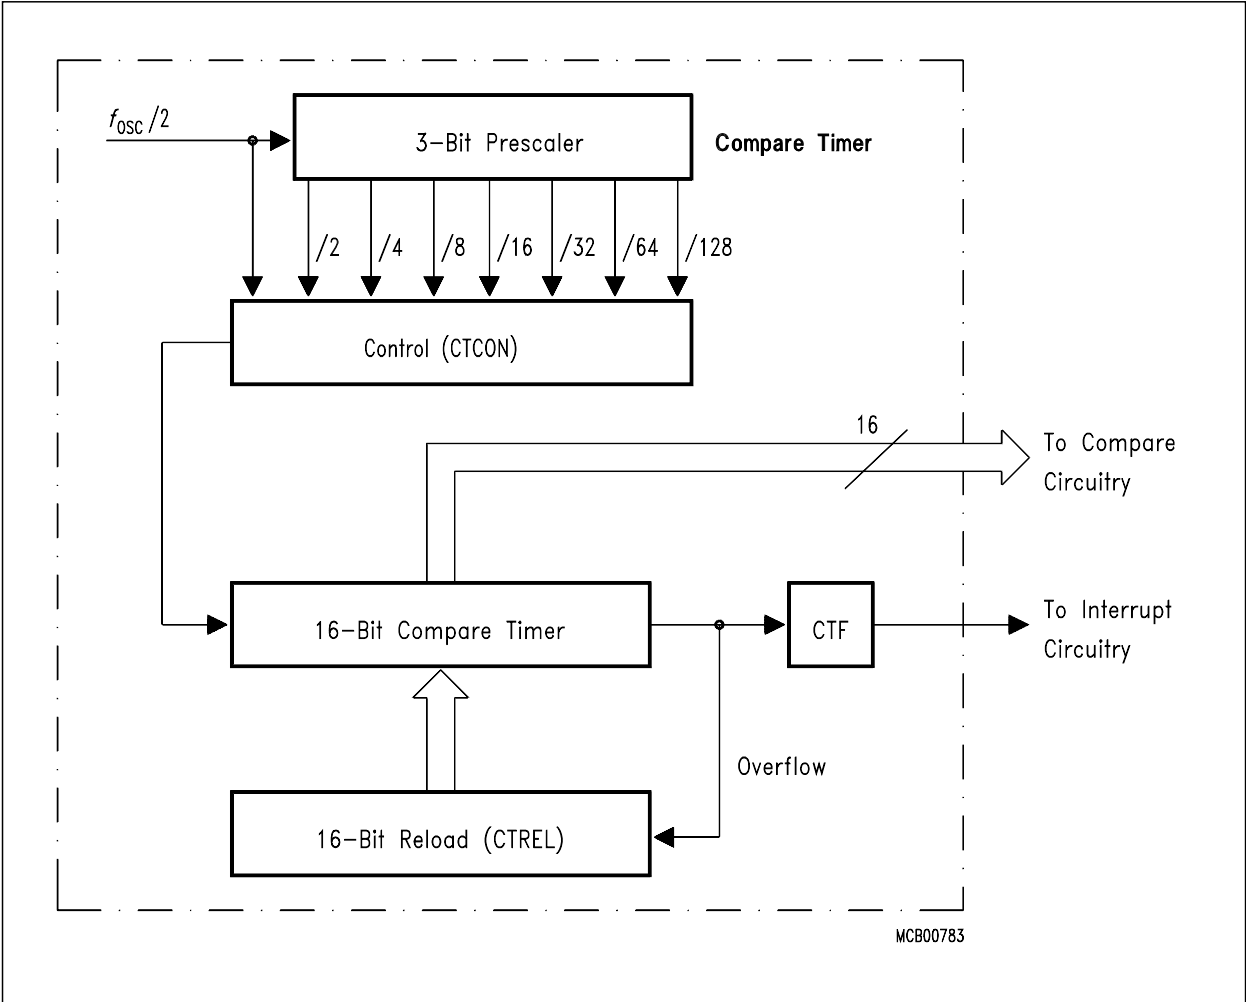 fOSC/2
3-Bit Prescaler
Compare Timer
/2
/4
/8
/16
/32
/64
/128
Control (CTCON)
16
To Compare
Circuitry
16-Bit Compare Timer
CTF
To Interrupt
Circuitry
Overflow
16-Bit Reload (CTREL)
MCB00783